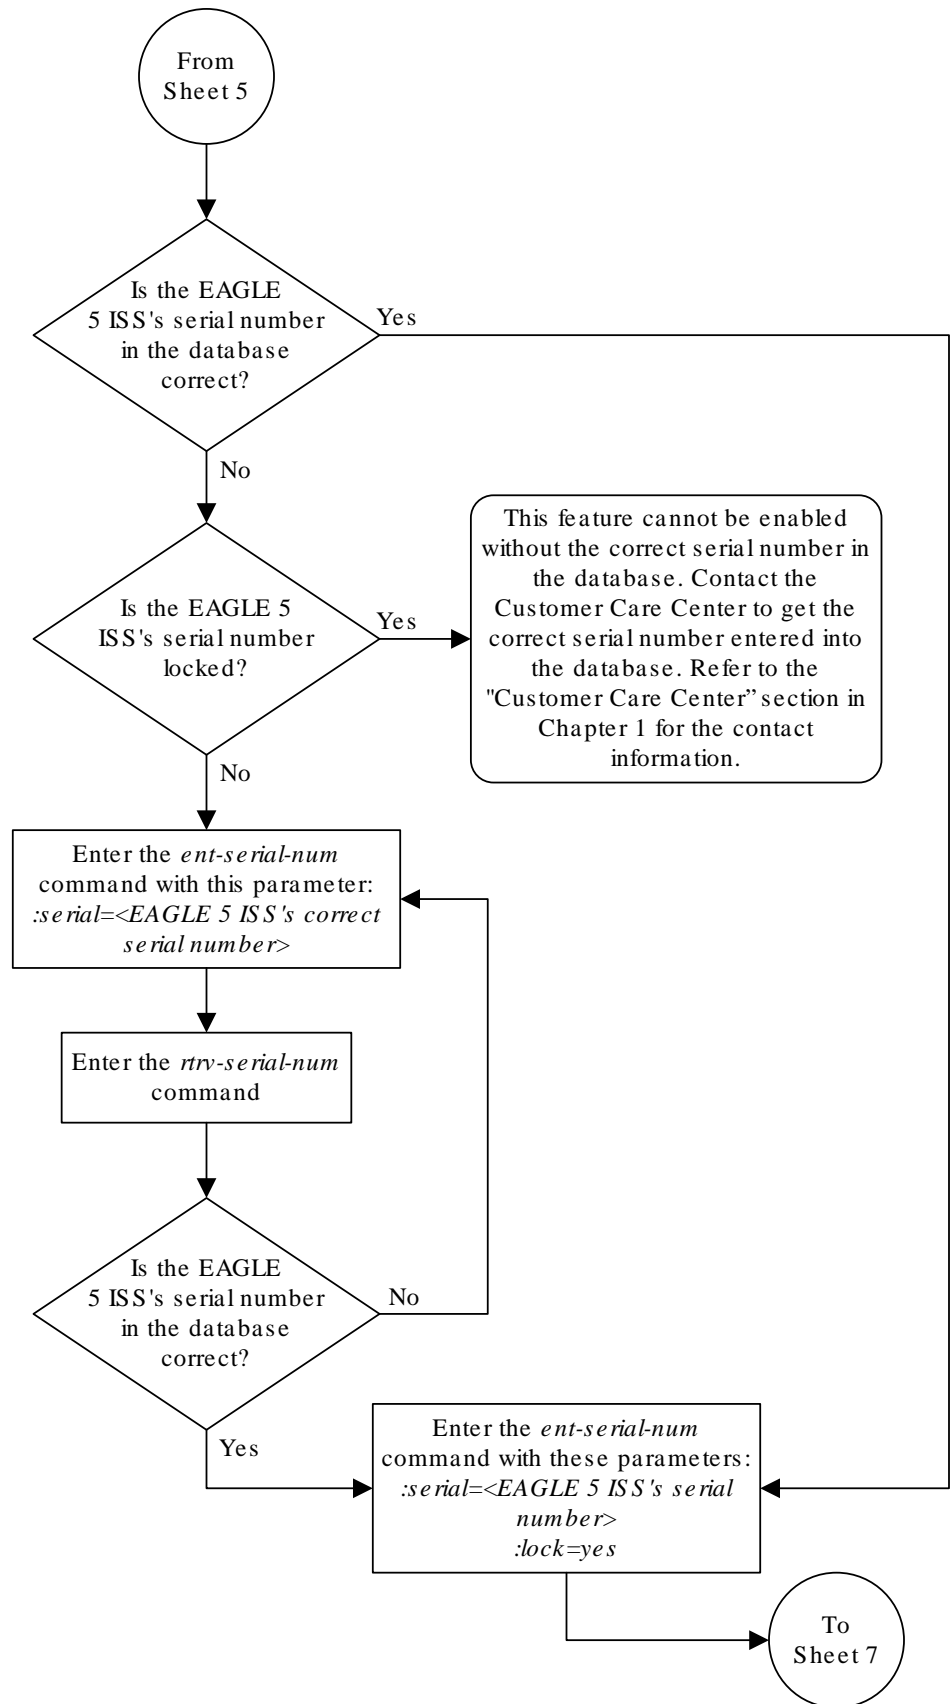 From
Sheet 5
Is the EAGLE
5 ISS's serial number
in the database
correct?
Yes
No
Is the EAGLE 5
ISS's serial number
locked?
Yes
This feature cannot be enabled
without the correct serial number in
the database. Contact the
Customer Care Center to get the
correct serial number entered into
the database. Refer to the
"Customer Care Center” section in
Chapter 1 for the contact
information.
No
Enter the ent-serial-num
command with this parameter:
:serial=<EAGLE 5 ISS's correct
serial number>
Enter the rtrv-serial-num
command
Is the EAGLE
5 ISS's serial number
in the database
correct?
No
Yes
Enter the ent-serial-num
command with these parameters:
:serial=<EAGLE 5 ISS's serial
number>
:lock=yes
To
Sheet 7